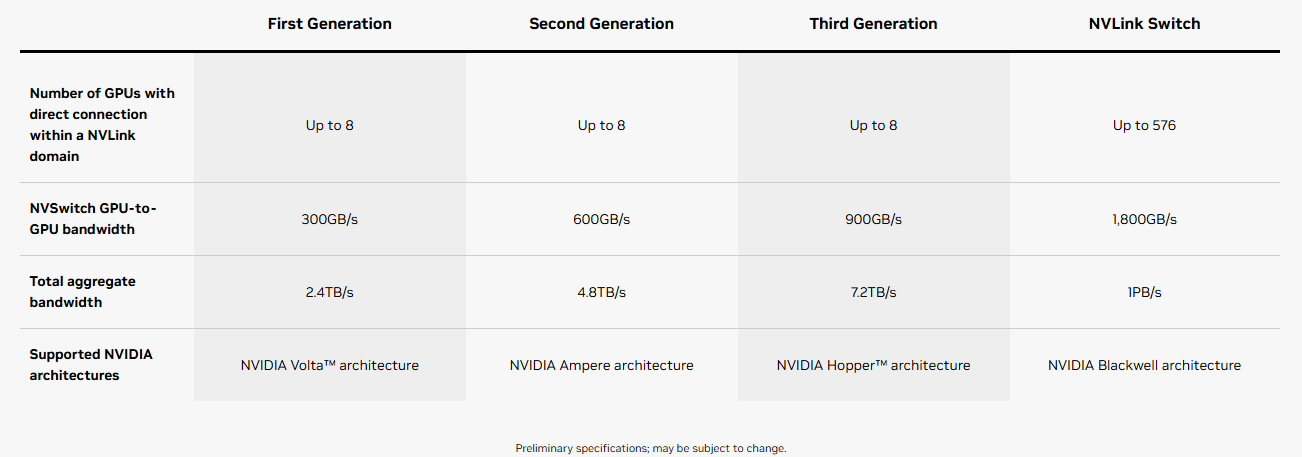 First Generation
Second Generation
Third Generation
NVLink Switch
Number of GPUs with
direct connection
within a NVLink
domain
Up to 8
Up to 8
Up to 8
Up to 576
NVSwitch GPU-to-
GPU bandwidth
300GB/s
600GB/s
900GB/s
1,800GB/s
Total aggregate
bandwidth
2.4TB/s
4.8TB/s
7.2TB/s
1PB/s
Supported NVIDIA
architectures
NVIDIA Volta™ architecture
NVIDIA Ampere architecture
NVIDIA Hopper™ architecture
NVIDIA Blackwell architecture
Preliminary specifications; may be subject to change.